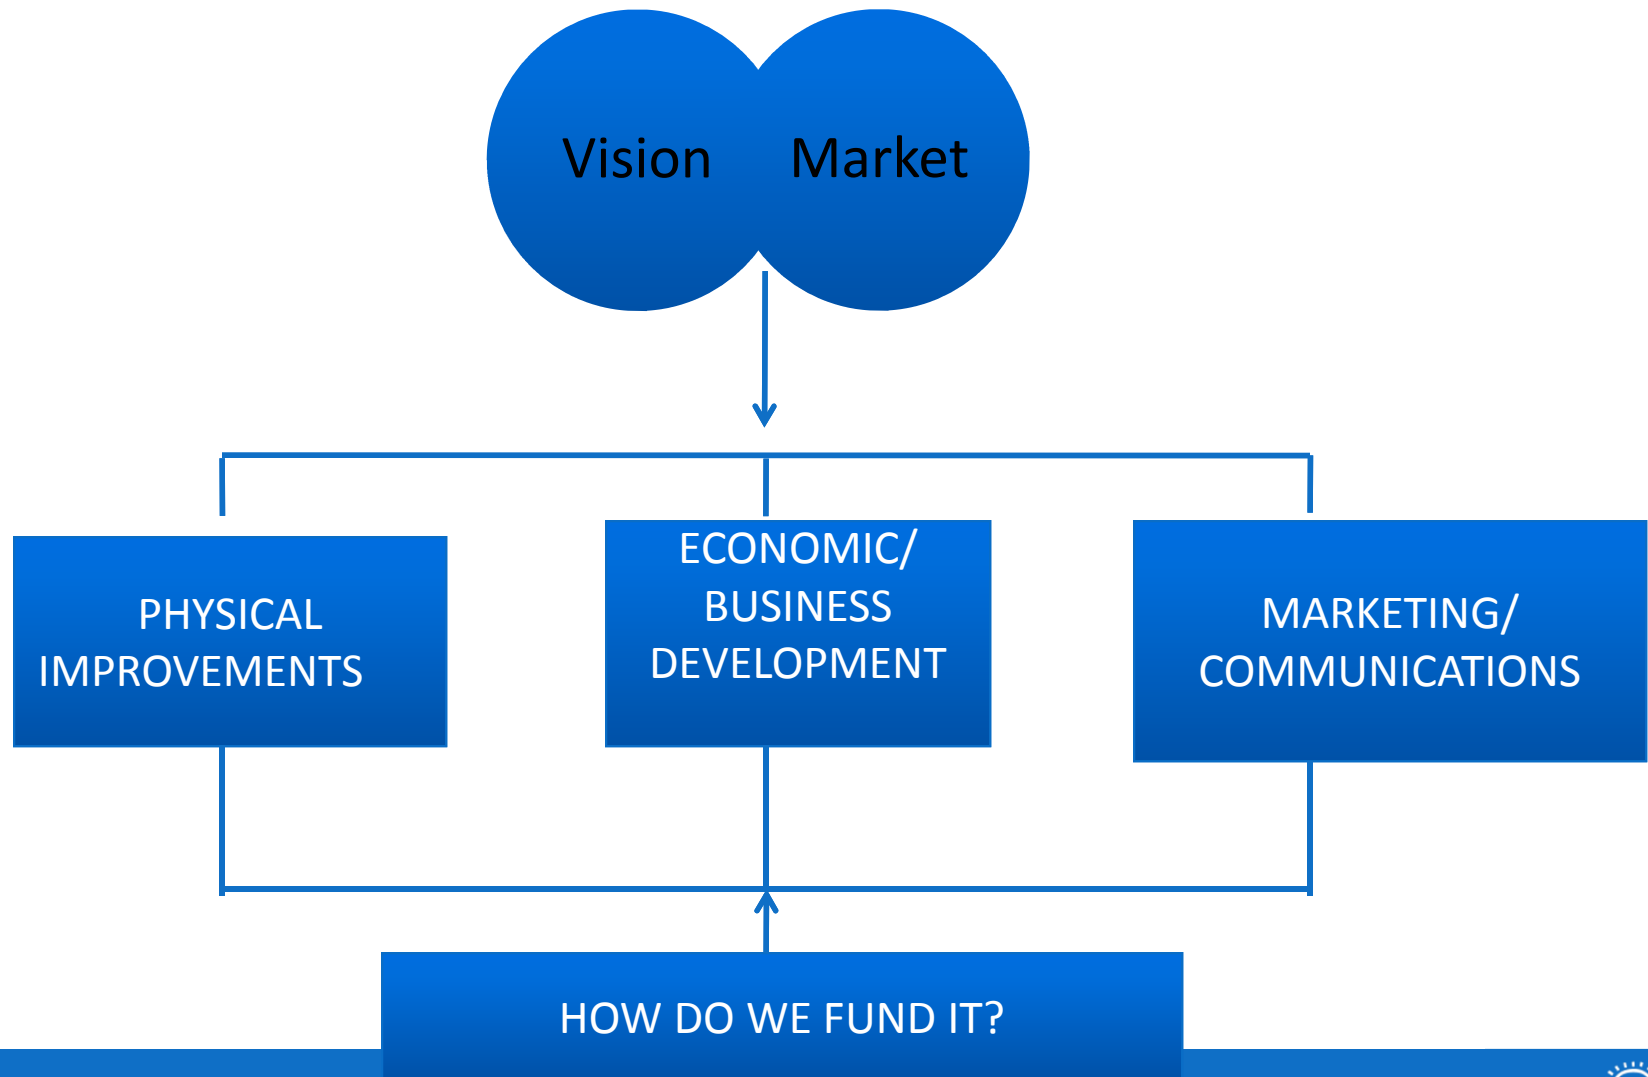 Vision Market
PHYSICAL
IMPROVEMENTS
ECONOMIC/
BUSINESS
DEVELOPMENT
MARKETING/
COMMUNICATIONS
HOW DO WE FUND IT?